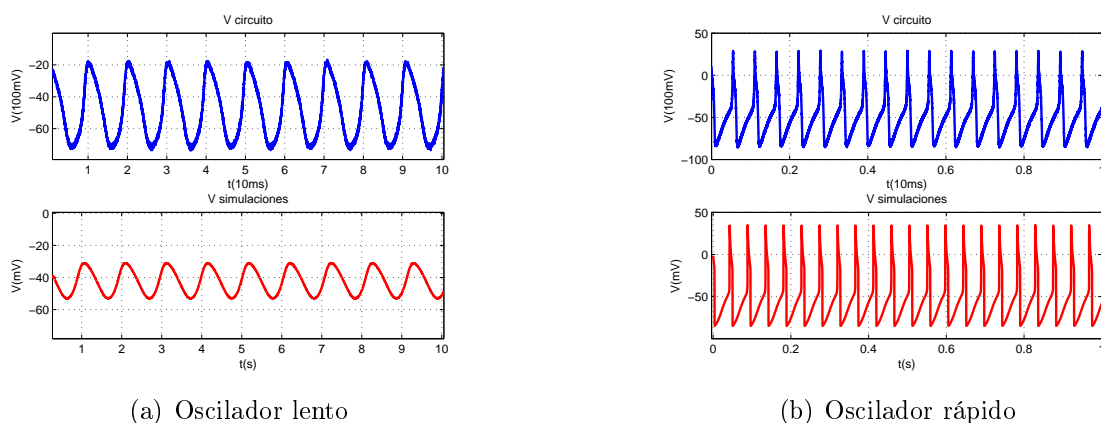 V circuito
V(100mV)
−20
−40
−60
1 2 3 4 5 6 7 8 9 10
t(10ms)
V simulaciones
V(mV)
0
−20
−40
−60
1 2 3 4 5 6 7 8 9 10
t(s)
(a) Oscilador lento
V circuito
V(100mV)
50
0
−50
−100
0 0.2 0.4 0.6 0.8 1
t(10ms)
V simulaciones
V(mV)
50
0
−50
0 0.2 0.4 0.6 0.8 1
t(s)
(b) Oscilador rápido